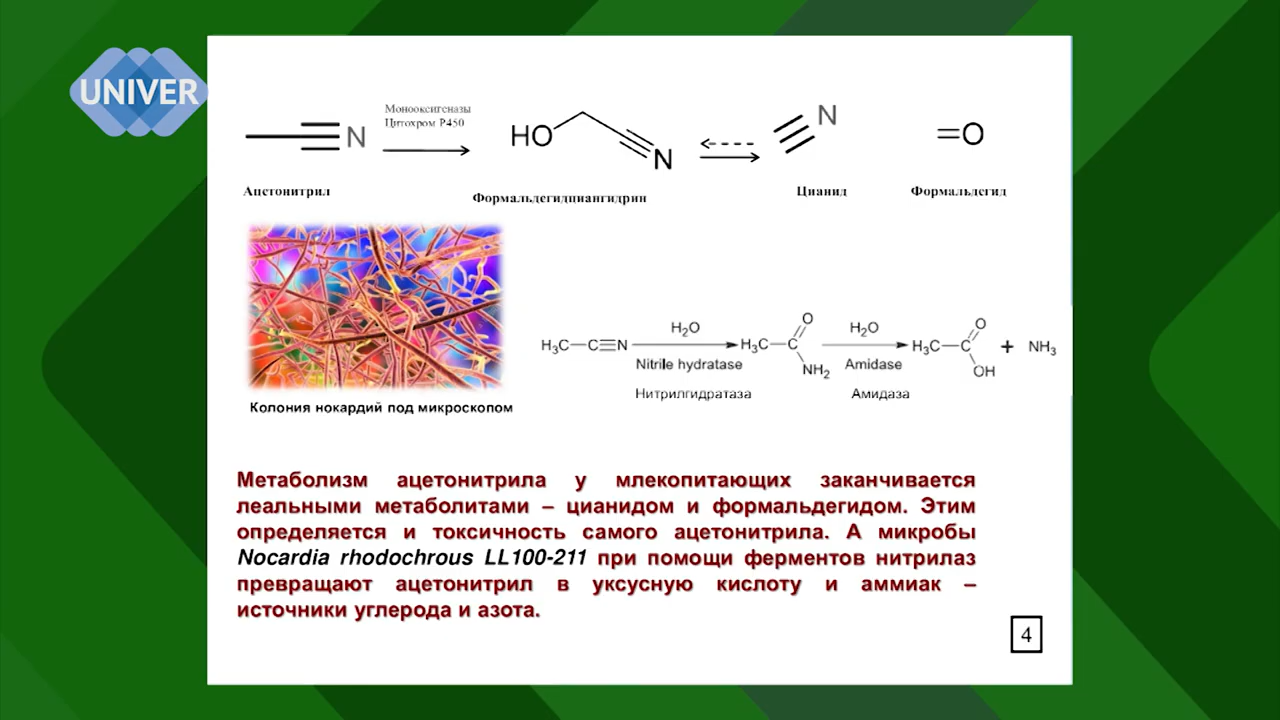 UNIVER
Монооксигеназы
Цитохром P450
N
HO
N
N
=O
Ацетонитрил
Формальдегидциангидрин
Цианид
Формальдегид
H₂O
O
H₂O
O
H₃C—C≡N
H₃C—C
H₃C—C
+ NH₃
Nitrile hydratase
NH₂
Amidase
OH
Нитрилгидратаза
Амидаза
Колония нокардий под микроскопом
Метаболизм ацетонитрила у млекопитающих заканчивается
леальными метаболитами – цианидом и формальдегидом. Этим
определяется и токсичность самого ацетонитрила. А микробы
Nocardia rhodochrous LL100-211 при помощи ферментов нитрилаз
превращают ацетонитрил в уксусную кислоту и аммиак –
источники углерода и азота.
4